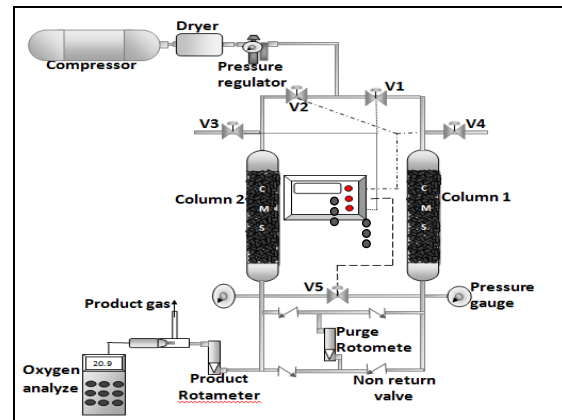 Dryer
Compressor
Pressure
regulator
V1
V2
V3
V4
Column 2
C
M
S
Column 1
C
M
S
V5
Pressure
gauge
Product gas
Purge
Rotomete
20.9
Oxygen
analyze
Product
Rotameter
Non return
valve